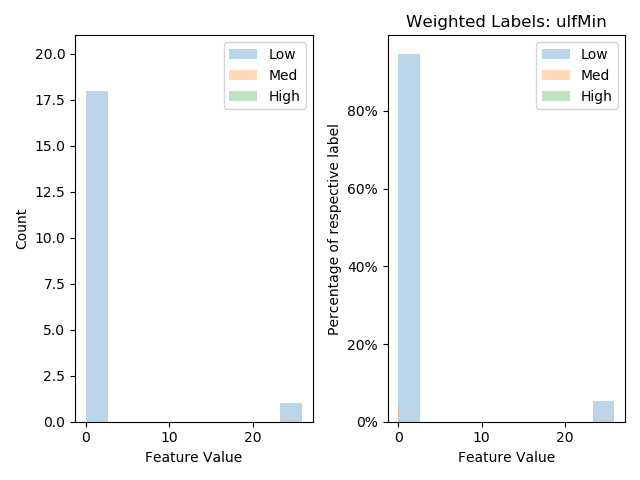 Weighted Labels: ulfMin
20.0
17.5
15.0
12.5
10.0
7.5
5.0
2.5
0.0
Count
0 10 20
Feature Value
Low
Med
High
80%
60%
40%
20%
0%
Percentage of respective label
0 10 20
Feature Value
Low
Med
High